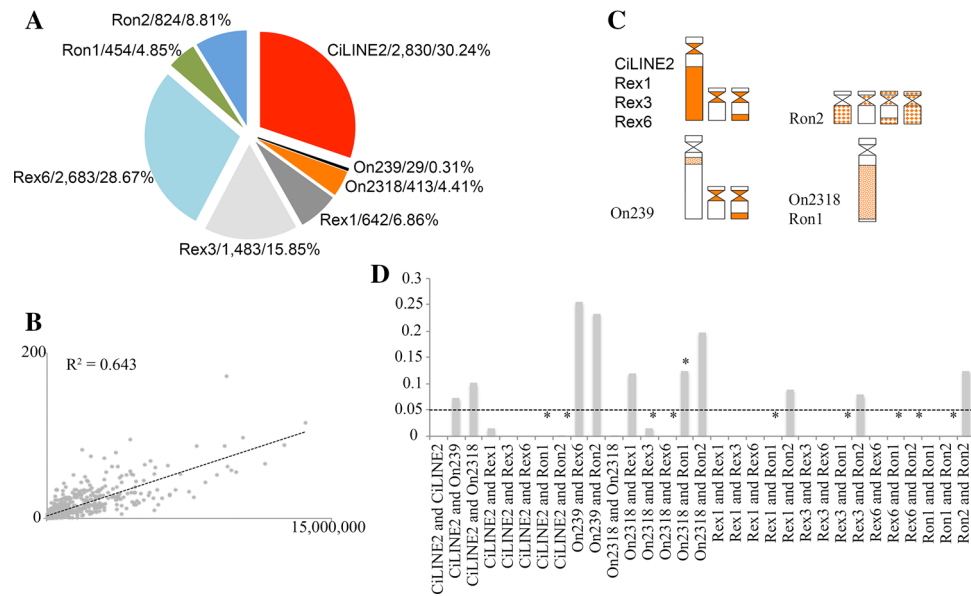 A
Ron2/824/8.81%
CiLINE2/2,830/30.24%
Ron1/454/4.85%
Rex6/2,683/28.67%
On239/29/0.31%
On2318/413/4.41%
Rex1/642/6.86%
Rex3/1,483/15.85%
B
200
R² = 0.643
0
15,000,000
C
CiLINE2
Rex1
Rex3
Rex6
Ron2
On239
On2318
Ron1
D
0.3
0.25
0.2
0.15
0.1
0.05
0
*
*
*
*
*
*
*
*
*
*
CiLINE2 and CiLINE2
CiLINE2 and On239
CiLINE2 and On2318
CiLINE2 and Rex1
CiLINE2 and Rex3
CiLINE2 and Rex6
CiLINE2 and Ron1
CiLINE2 and Ron2
On239 and Rex6
On239 and Ron2
On2318 and On2318
On2318 and Rex1
On2318 and Rex3
On2318 and Rex6
On2318 and Ron1
On2318 and Ron2
Rex1 and Rex1
Rex1 and Rex3
Rex1 and Rex6
Rex1 and Ron1
Rex1 and Ron2
Rex3 and Rex3
Rex3 and Rex6
Rex3 and Ron1
Rex3 and Ron2
Rex6 and Rex6
Rex6 and Ron1
Rex6 and Ron2
Ron1 and Ron1
Ron1 and Ron2
Ron2 and Ron2